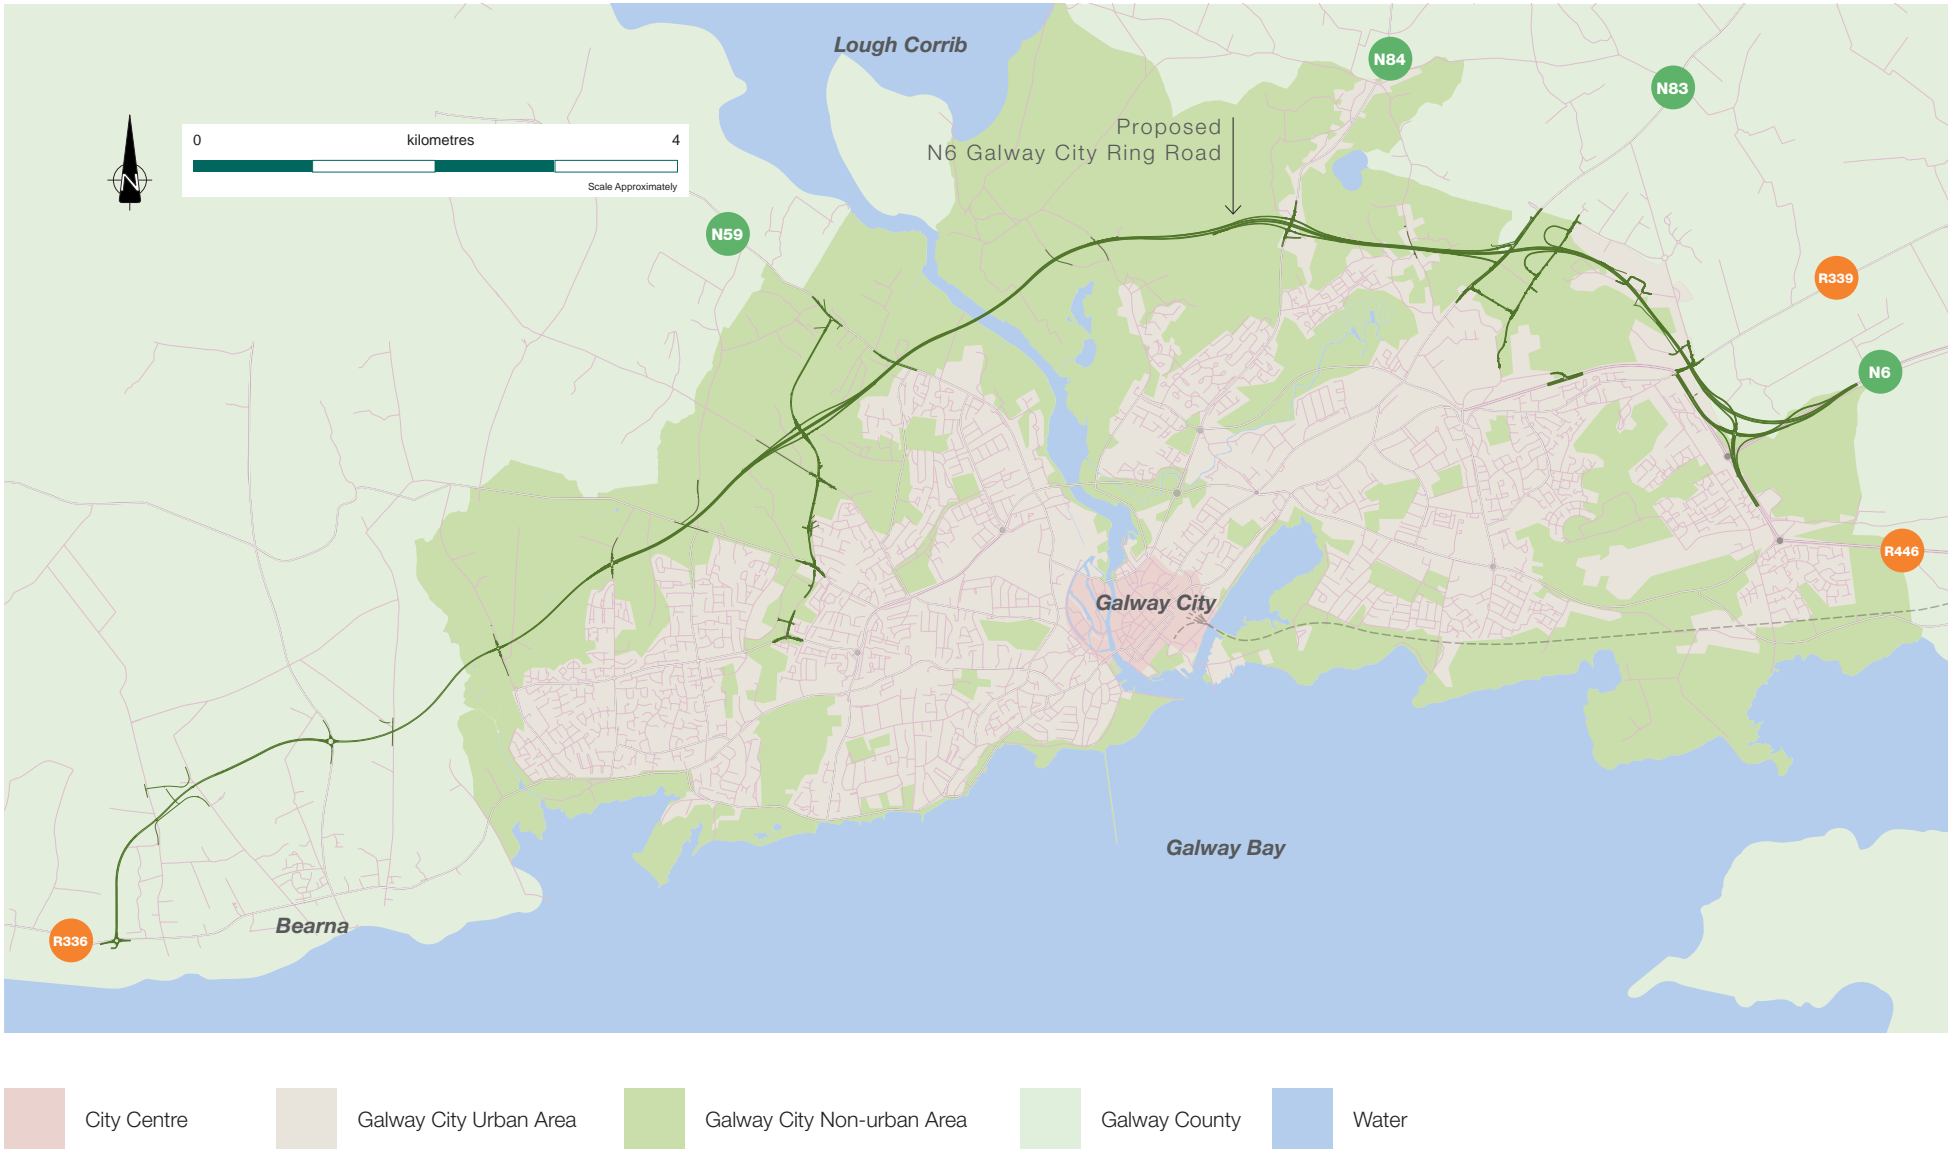 Lough Corrib
N84
N83
0 kilometres 4
Scale Approximately
N
Proposed
N6 Galway City Ring Road
N59
R339
N6
R446
Galway City
Galway Bay
Bearna
R336
City Centre
Galway City Urban Area
Galway City Non-urban Area
Galway County
Water